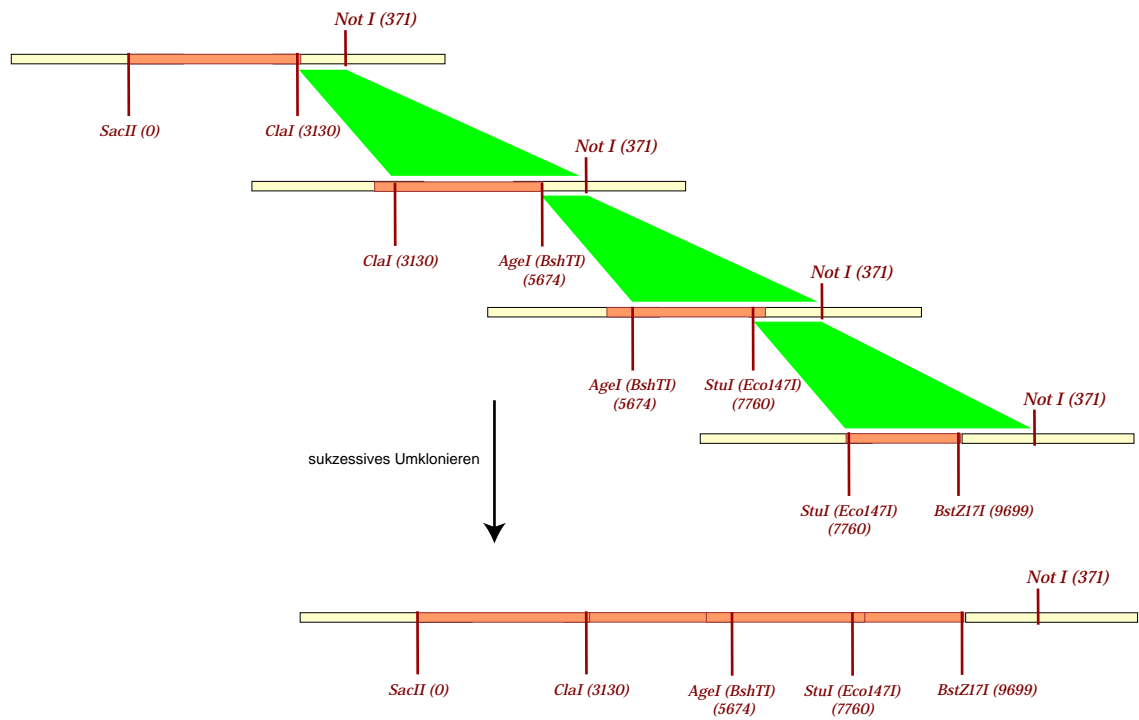 Not I (371)
SacII (0)
ClaI (3130)
Not I (371)
ClaI (3130)
AgeI (BshTI)
(5674)
Not I (371)
AgeI (BshTI)
(5674)
StuI (Eco147I)
(7760)
Not I (371)
sukzessives Umklonieren
StuI (Eco147I)
(7760)
BstZ17I (9699)
Not I (371)
SacII (0)
ClaI (3130)
AgeI (BshTI)
(5674)
StuI (Eco147I)
(7760)
BstZ17I (9699)